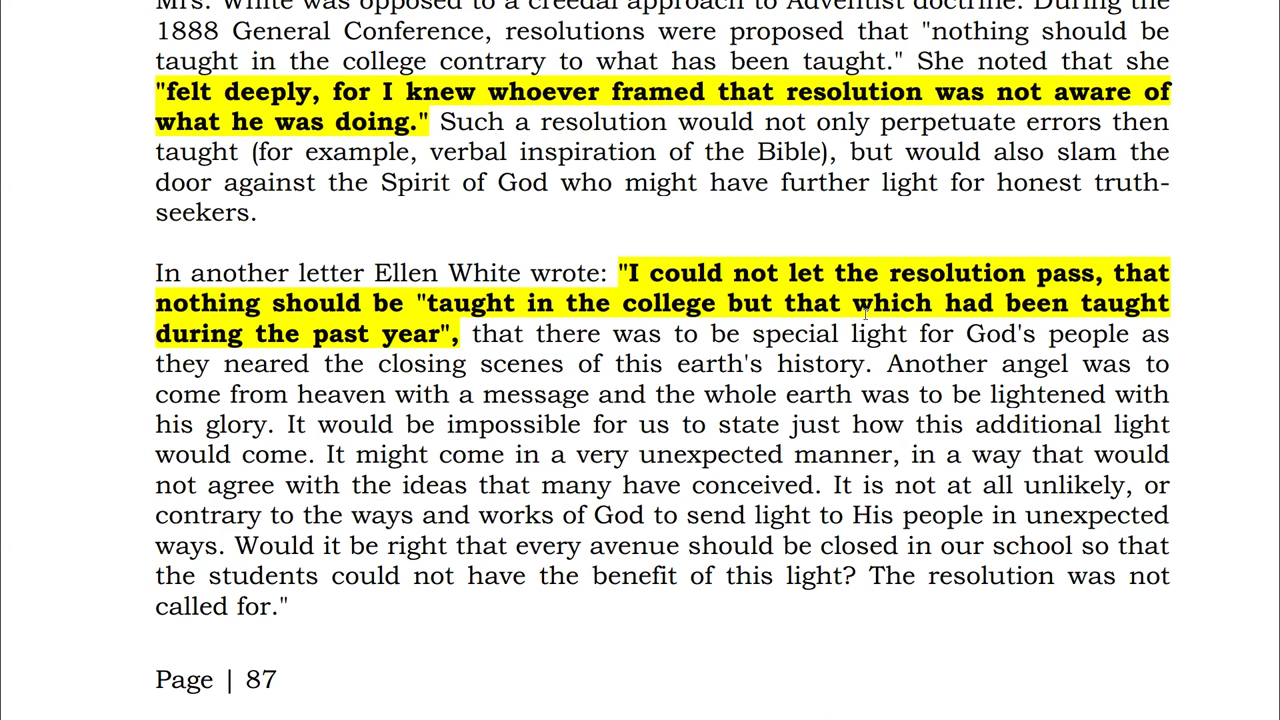 Mrs. White was opposed to a creedal approach to Adventist doctrine. During the
1888 General Conference, resolutions were proposed that "nothing should be
taught in the college contrary to what has been taught." She noted that she
"felt deeply, for I knew whoever framed that resolution was not aware of
what he was doing." Such a resolution would not only perpetuate errors then
taught (for example, verbal inspiration of the Bible), but would also slam the
door against the Spirit of God who might have further light for honest truth-
seekers.
In another letter Ellen White wrote: "I could not let the resolution pass, that
nothing should be "taught in the college but that which had been taught
during the past year", that there was to be special light for God's people as
they neared the closing scenes of this earth's history. Another angel was to
come from heaven with a message and the whole earth was to be lightened with
his glory. It would be impossible for us to state just how this additional light
would come. It might come in a very unexpected manner, in a way that would
not agree with the ideas that many have conceived. It is not at all unlikely, or
contrary to the ways and works of God to send light to His people in unexpected
ways. Would it be right that every avenue should be closed in our school so that
the students could not have the benefit of this light? The resolution was not
called for."
Page | 87